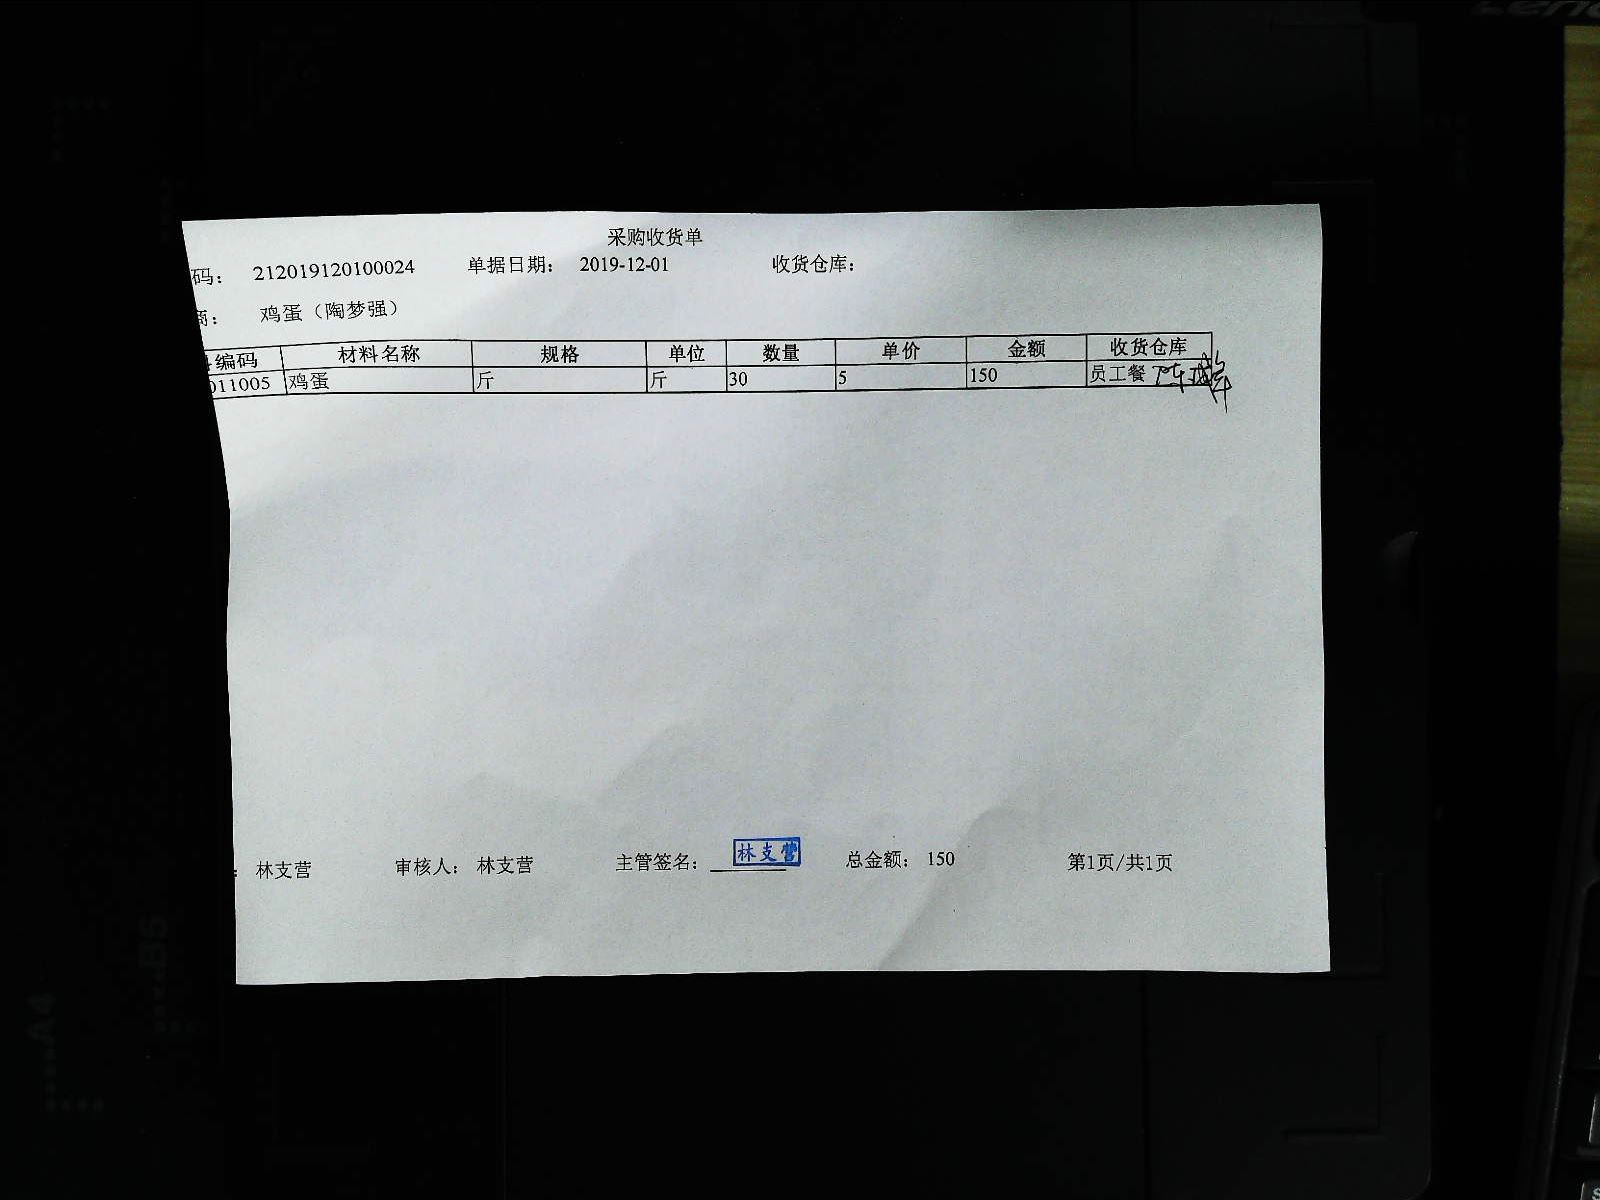 采购收货单
码： 212019120100024 单据日期： 2019-12-01 收货仓库：
商： 鸡蛋（陶梦强）
编码 材料名称 规格 单位 数量 单价 金额 收货仓库
011005 鸡蛋 斤 斤 30 5 150 员工餐
： 林支营 审核人： 林支营 主管签名： 林支营 总金额： 150 第1页/共1页
A4
B5